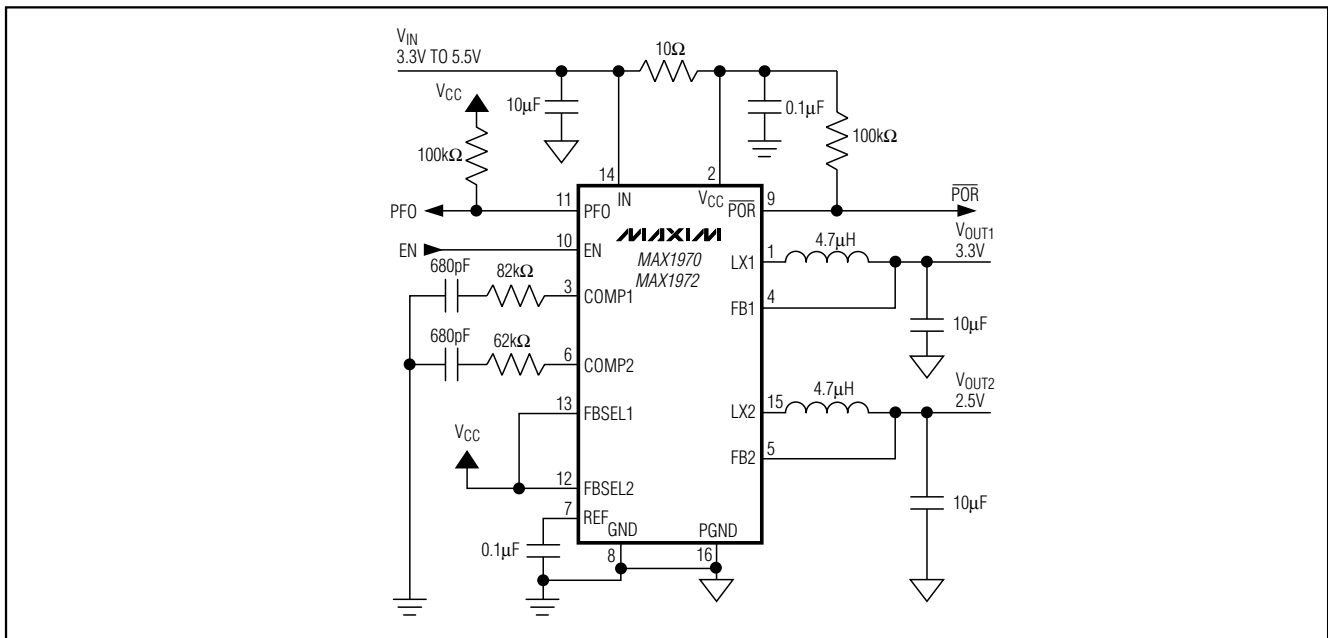 VIN
3.3V TO 5.5V
10Ω
VCC
10µF
0.1µF
100kΩ
100kΩ
14
2
IN
VCC
PFO
11
PFO
POR
9
POR
MAXIM
MAX1970
MAX1972
EN
10
EN
LX1
1
4.7µH
VOUT1
3.3V
680pF
82kΩ
3
COMP1
FB1
4
10µF
680pF
62kΩ
6
COMP2
LX2
15
4.7µH
VOUT2
2.5V
13
FBSEL1
VCC
FB2
5
12
FBSEL2
10µF
7
REF
GND
PGND
0.1µF
8
16